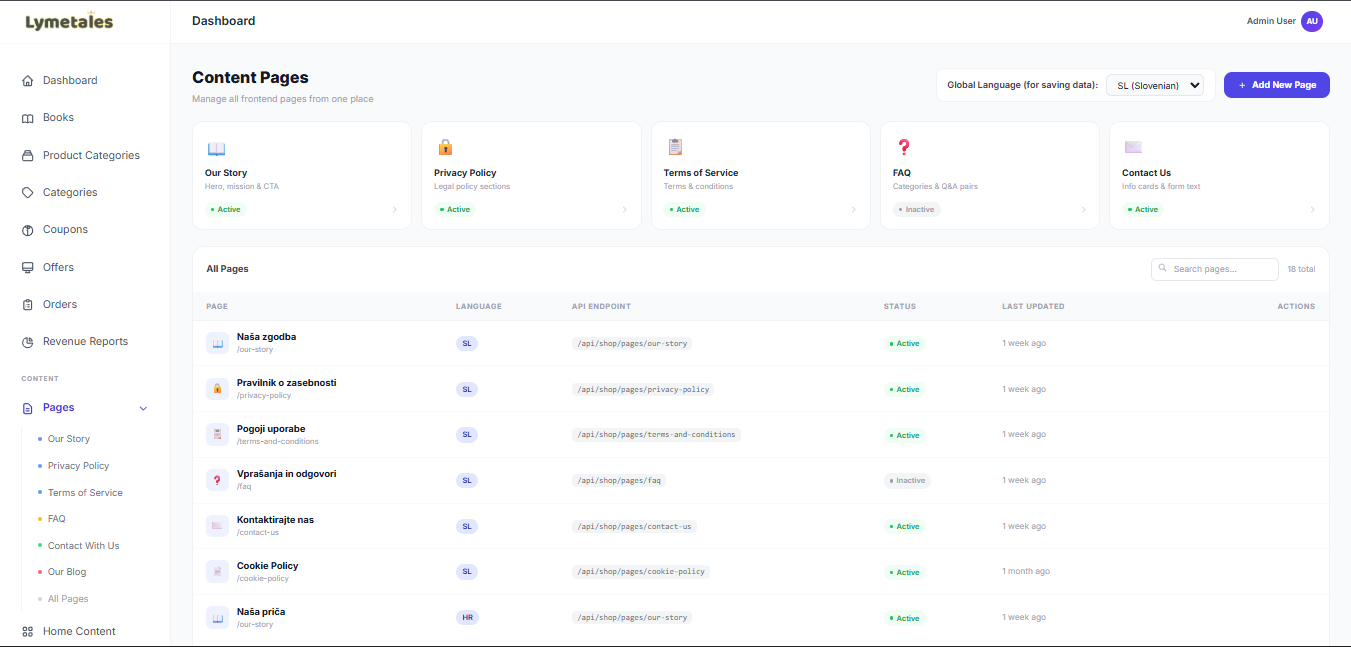 Lymetales
Dashboard
Admin User
AU
Dashboard
Books
Product Categories
Categories
Coupons
Offers
Orders
Revenue Reports
CONTENT
Pages
Our Story
Privacy Policy
Terms of Service
FAQ
Contact With Us
Our Blog
All Pages
Home Content
Content Pages
Manage all frontend pages from one place
Global Language (for saving data):
SL (Slovenian)
+ Add New Page
Our Story
Hero, mission & CTA
Active
Privacy Policy
Legal policy sections
Active
Terms of Service
Terms & conditions
Active
FAQ
Categories & Q&A pairs
Inactive
Contact Us
Info cards & form text
Active
All Pages
Search pages...
18 total
PAGE LANGUAGE API ENDPOINT STATUS LAST UPDATED ACTIONS
Naša zgodba
/our-story
SL
/api/shop/pages/our-story
Active
1 week ago
Pravilnik o zasebnosti
/privacy-policy
SL
/api/shop/pages/privacy-policy
Active
1 week ago
Pogoji uporabe
/terms-and-conditions
SL
/api/shop/pages/terms-and-conditions
Active
1 week ago
Vprašanja in odgovori
/faq
SL
/api/shop/pages/faq
Inactive
1 week ago
Kontaktirajte nas
/contact-us
SL
/api/shop/pages/contact-us
Active
1 week ago
Cookie Policy
/cookie-policy
SL
/api/shop/pages/cookie-policy
Active
1 month ago
Naša priča
/our-story
HR
/api/shop/pages/our-story
Active
1 week ago